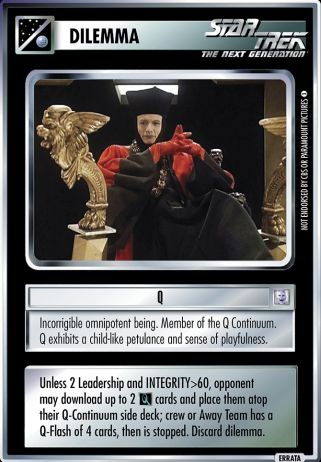 DILEMMA
STAR TREK
THE NEXT GENERATION
NOT ENDORSED BY CBS OR PARAMOUNT PICTURES
Q
Incorrigible omnipotent being. Member of the Q Continuum.
Q exhibits a child-like petulance and sense of playfulness.
Unless 2 Leadership and INTEGRITY>60, opponent
may download up to 2 Q cards and place them atop
their Q-Continuum side deck; crew or Away Team has
a Q-Flash of 4 cards, then is stopped. Discard dilemma.
ERRATA